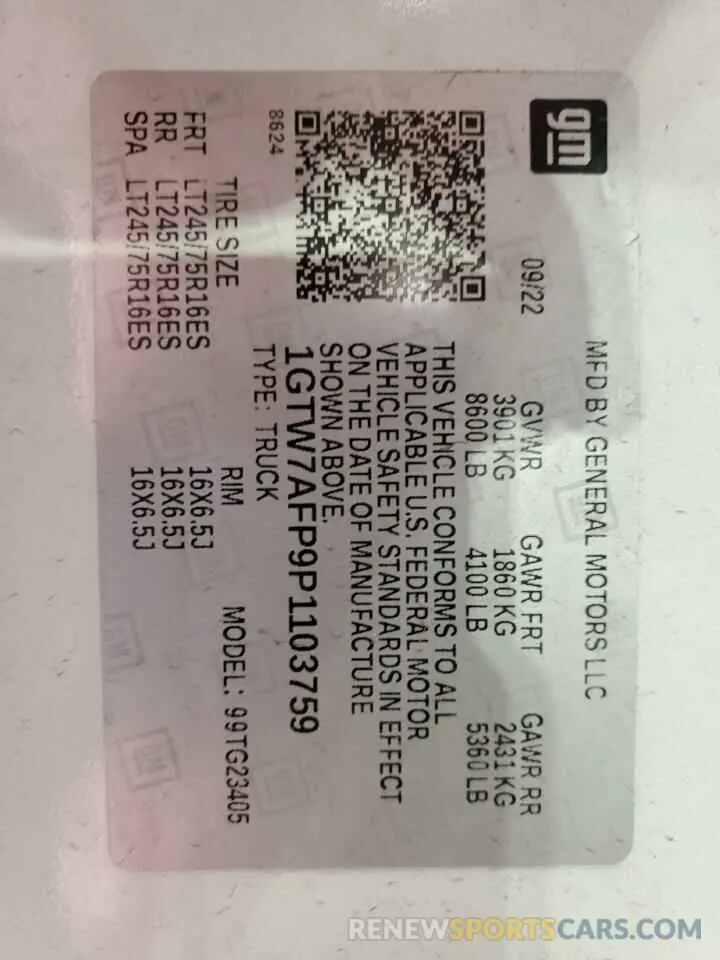 gm
MFD BY GENERAL MOTORS LLC
09/22 GVWR GAWR FRT GAWR RR
3901 KG 1860 KG 2431 KG
8600 LB 4100 LB 5360 LB
THIS VEHICLE CONFORMS TO ALL
APPLICABLE U.S. FEDERAL MOTOR
VEHICLE SAFETY STANDARDS IN EFFECT
ON THE DATE OF MANUFACTURE
SHOWN ABOVE.
1GTW7AFP9P1103759
8624 TYPE: TRUCK
TIRE SIZE RIM MODEL: 99TG23405
FRT LT245/75R16ES 16X6.5J
RR LT245/75R16ES 16X6.5J
SPA LT245/75R16ES 16X6.5J
RENEWSPORTSCARS.COM